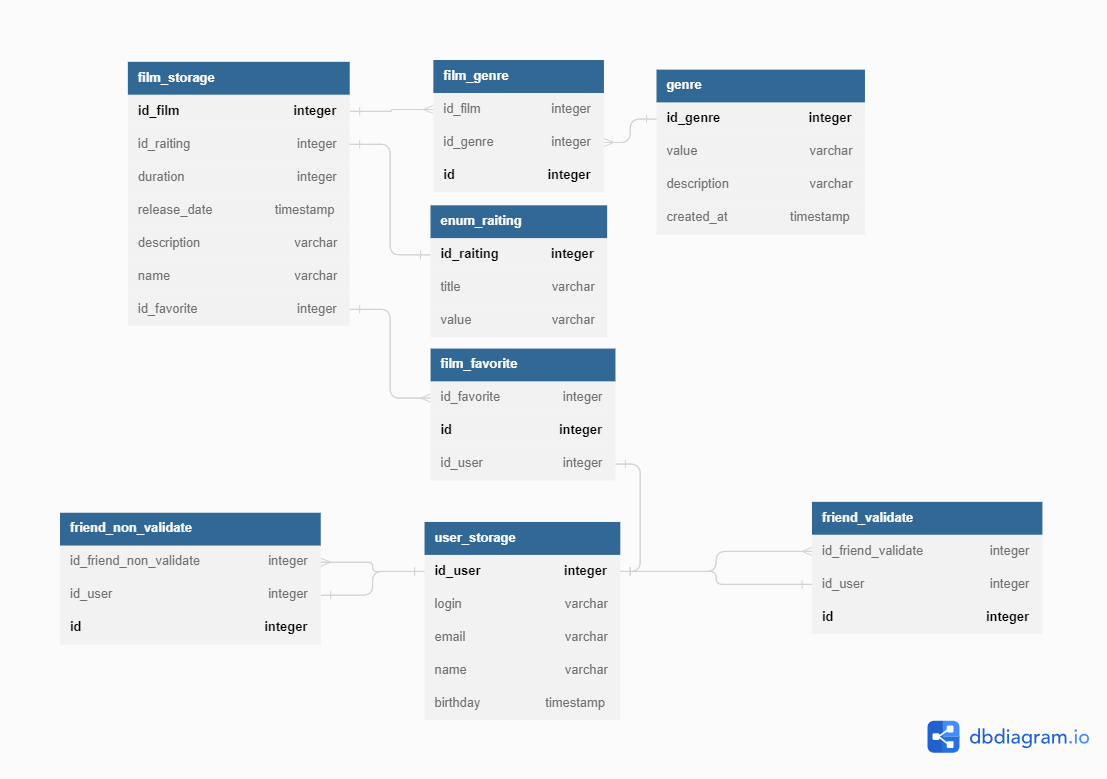 film_storage
id_film integer
id_raiting integer
duration integer
release_date timestamp
description varchar
name varchar
id_favorite integer
film_genre
id_film integer
id_genre integer
id integer
genre
id_genre integer
value varchar
description varchar
created_at timestamp
enum_raiting
id_raiting integer
title varchar
value varchar
film_favorite
id_favorite integer
id integer
id_user integer
friend_non_validate
id_friend_non_validate integer
id_user integer
id integer
user_storage
id_user integer
login varchar
email varchar
name varchar
birthday timestamp
friend_validate
id_friend_validate integer
id_user integer
id integer
dbdiagram.io